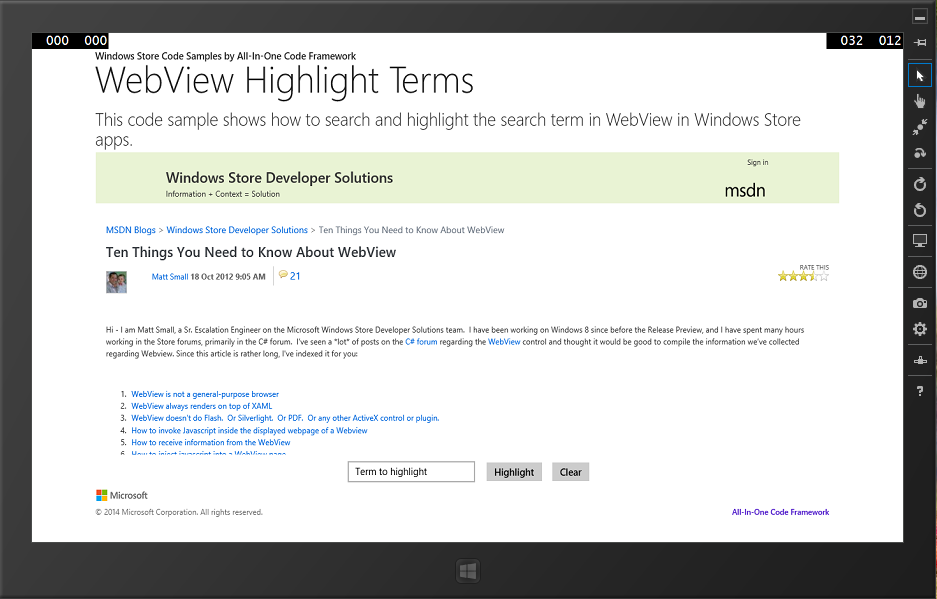 000 000
032 012
Windows Store Code Samples by All-In-One Code Framework
WebView Highlight Terms
This code sample shows how to search and highlight the search term in WebView in Windows Store
apps.
Sign in
Windows Store Developer Solutions
Information + Context = Solution
msdn
MSDN Blogs > Windows Store Developer Solutions > Ten Things You Need to Know About WebView
Ten Things You Need to Know About WebView
RATE THIS
Matt Small 18 Oct 2012 9:05 AM 21
Hi - I am Matt Small, a Sr. Escalation Engineer on the Microsoft Windows Store Developer Solutions team. I have been working on Windows 8 since before the Release Preview, and I have spent many hours
working in the Store forums, primarily in the C# forum. I've seen a *lot* of posts on the C# forum regarding the WebView control and thought it would be good to compile the information we've collected
regarding Webview. Since this article is rather long, I've indexed it for you:
1. WebView is not a general-purpose browser
2. WebView always renders on top of XAML
3. WebView doesn't do Flash. Or Silverlight. Or PDF. Or any other ActiveX control or plugin.
4. How to invoke Javascript inside the displayed webpage of a Webview
5. How to receive information from the WebView
6. How to inject javascript into a WebView page
Term to highlight Highlight Clear
Microsoft
© 2014 Microsoft Corporation. All rights reserved.
All-In-One Code Framework
?